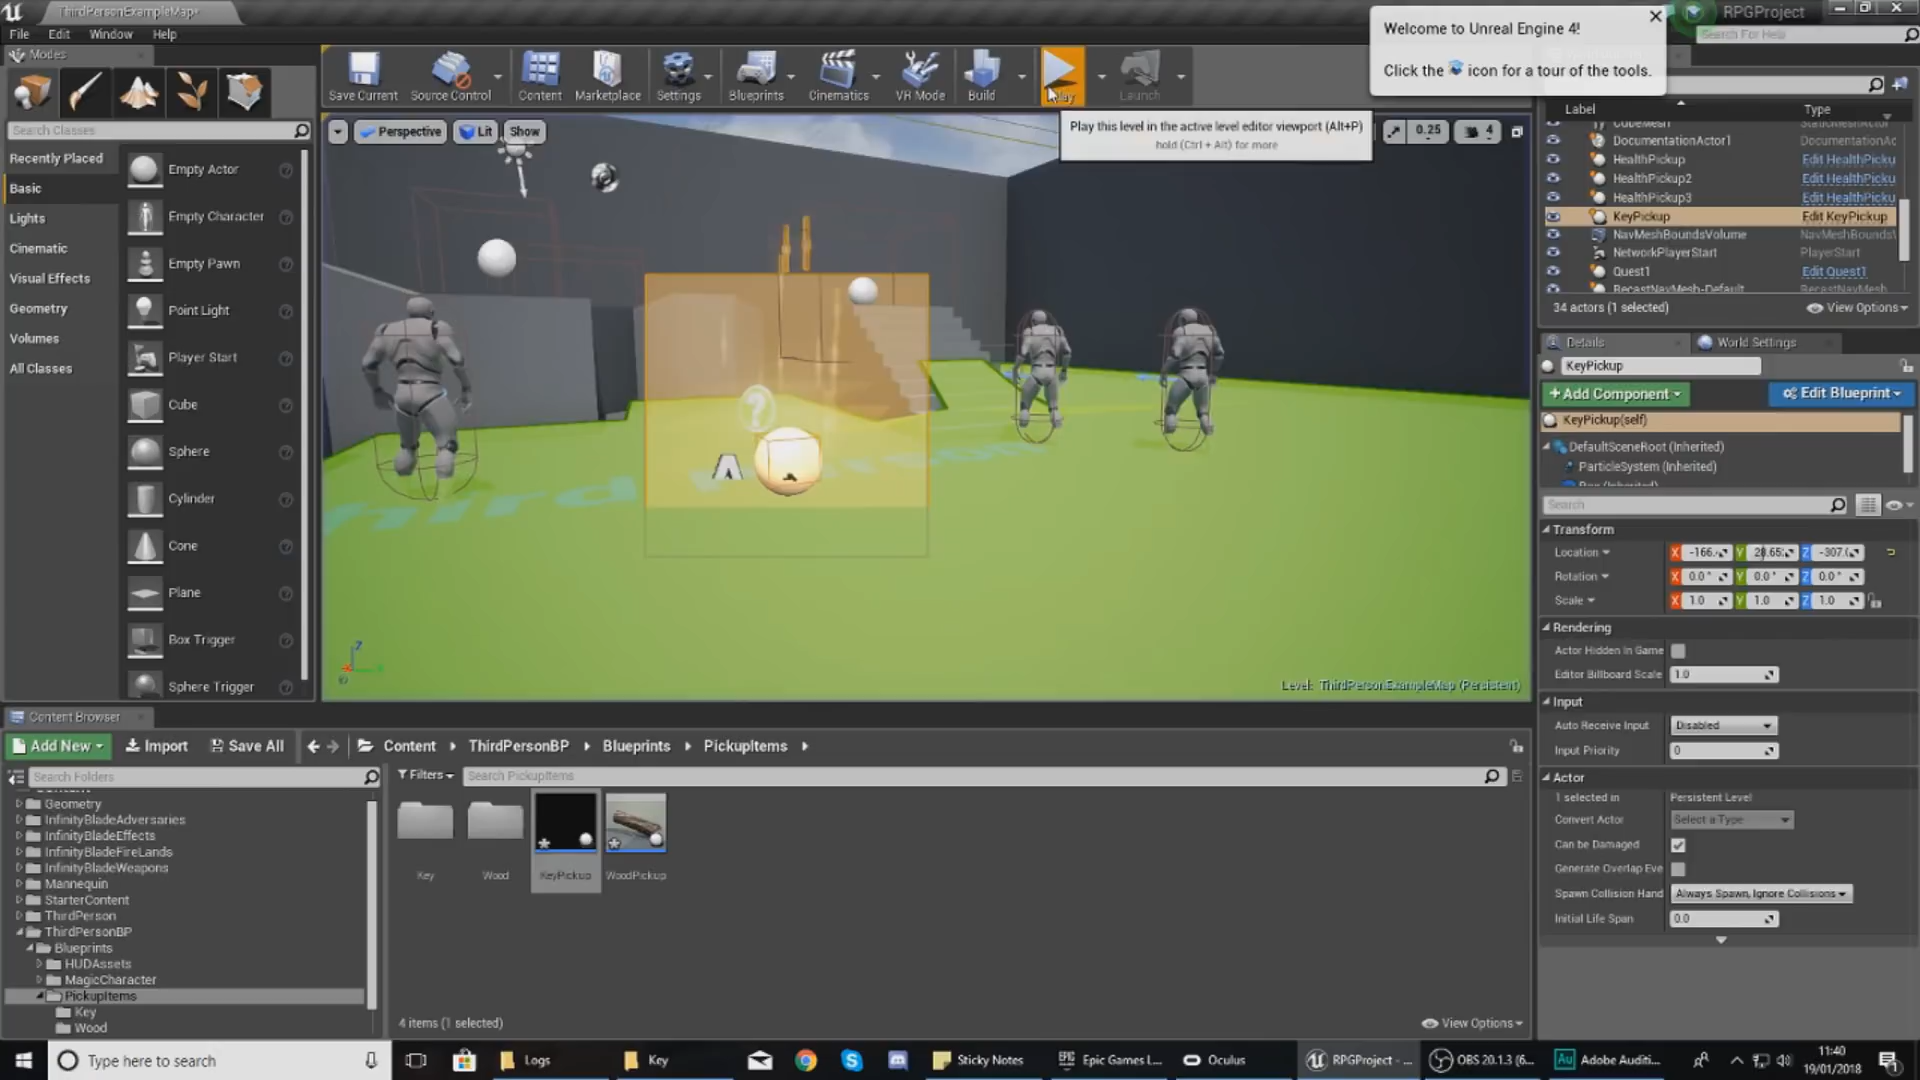 ThirdPersonExampleMap*
RPGProject
File Edit Window Help
Search For Help
Welcome to Unreal Engine 4!
Click the icon for a tour of the tools.
Modes
Save Current
Source Control
Content
Marketplace
Settings
Blueprints
Cinematics
VR Mode
Build
Launch
Play this level in the active level editor viewport (Alt+P)
hold (Ctrl + Alt) for more
Search Classes
Recently Placed
Basic
Lights
Cinematic
Visual Effects
Geometry
Volumes
All Classes
Empty Actor
Empty Character
Empty Pawn
Point Light
Player Start
Cube
Sphere
Cylinder
Cone
Plane
Box Trigger
Sphere Trigger
Perspective
Lit
Show
0.25
4
Third Person
Level: ThirdPersonExampleMap (Persistent)
Label Type
CubeMesh StaticMeshActor
DocumentationActor1 DocumentationAc
HealthPickup Edit HealthPicku
HealthPickup2 Edit HealthPicku
HealthPickup3 Edit HealthPicku
KeyPickup Edit KeyPickup
NavMeshBoundsVolume NavMeshBoundsV
NetworkPlayerStart PlayerStart
Quest1 Edit Quest1
RecastNavMesh-Default RecastNavMesh
34 actors (1 selected) View Options
Details World Settings
KeyPickup
+Add Component Edit Blueprint
KeyPickup(self)
DefaultSceneRoot (Inherited)
ParticleSystem (Inherited)
Search
Transform
Location X -166. Y 28.65 Z -307.0
Rotation X 0.0° Y 0.0° Z 0.0°
Scale X 1.0 Y 1.0 Z 1.0
Rendering
Actor Hidden In Game
Editor Billboard Scale 1.0
Input
Auto Receive Input Disabled
Input Priority 0
Actor
1 selected in Persistent Level
Convert Actor Select a Type
Can be Damaged
Generate Overlap Eve
Spawn Collision Hand Always Spawn, Ignore Collisions
Initial Life Span 0.0
Content Browser
Add New Import Save All Content ThirdPersonBP Blueprints PickupItems
Search Folders
Filters Search PickupItems
Geometry
InfinityBladeAdversaries
InfinityBladeEffects
InfinityBladeFireLands
InfinityBladeWeapons
Mannequin
StarterContent
ThirdPerson
ThirdPersonBP
Blueprints
HUDAssets
MagicCharacter
PickupItems
Key
Wood
Key
Wood
KeyPickup
WoodPickup
4 items (1 selected)
View Options
Type here to search
Logs
Key
Sticky Notes
Epic Games L...
Oculus
RPGProject - ...
OBS 20.1.3 (6...
Adobe Auditi...
11:40
19/01/2018